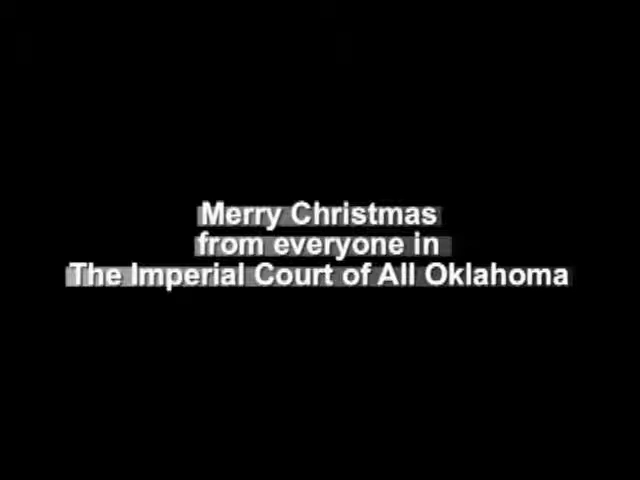 Merry Christmas
from everyone in
The Imperial Court of All Oklahoma